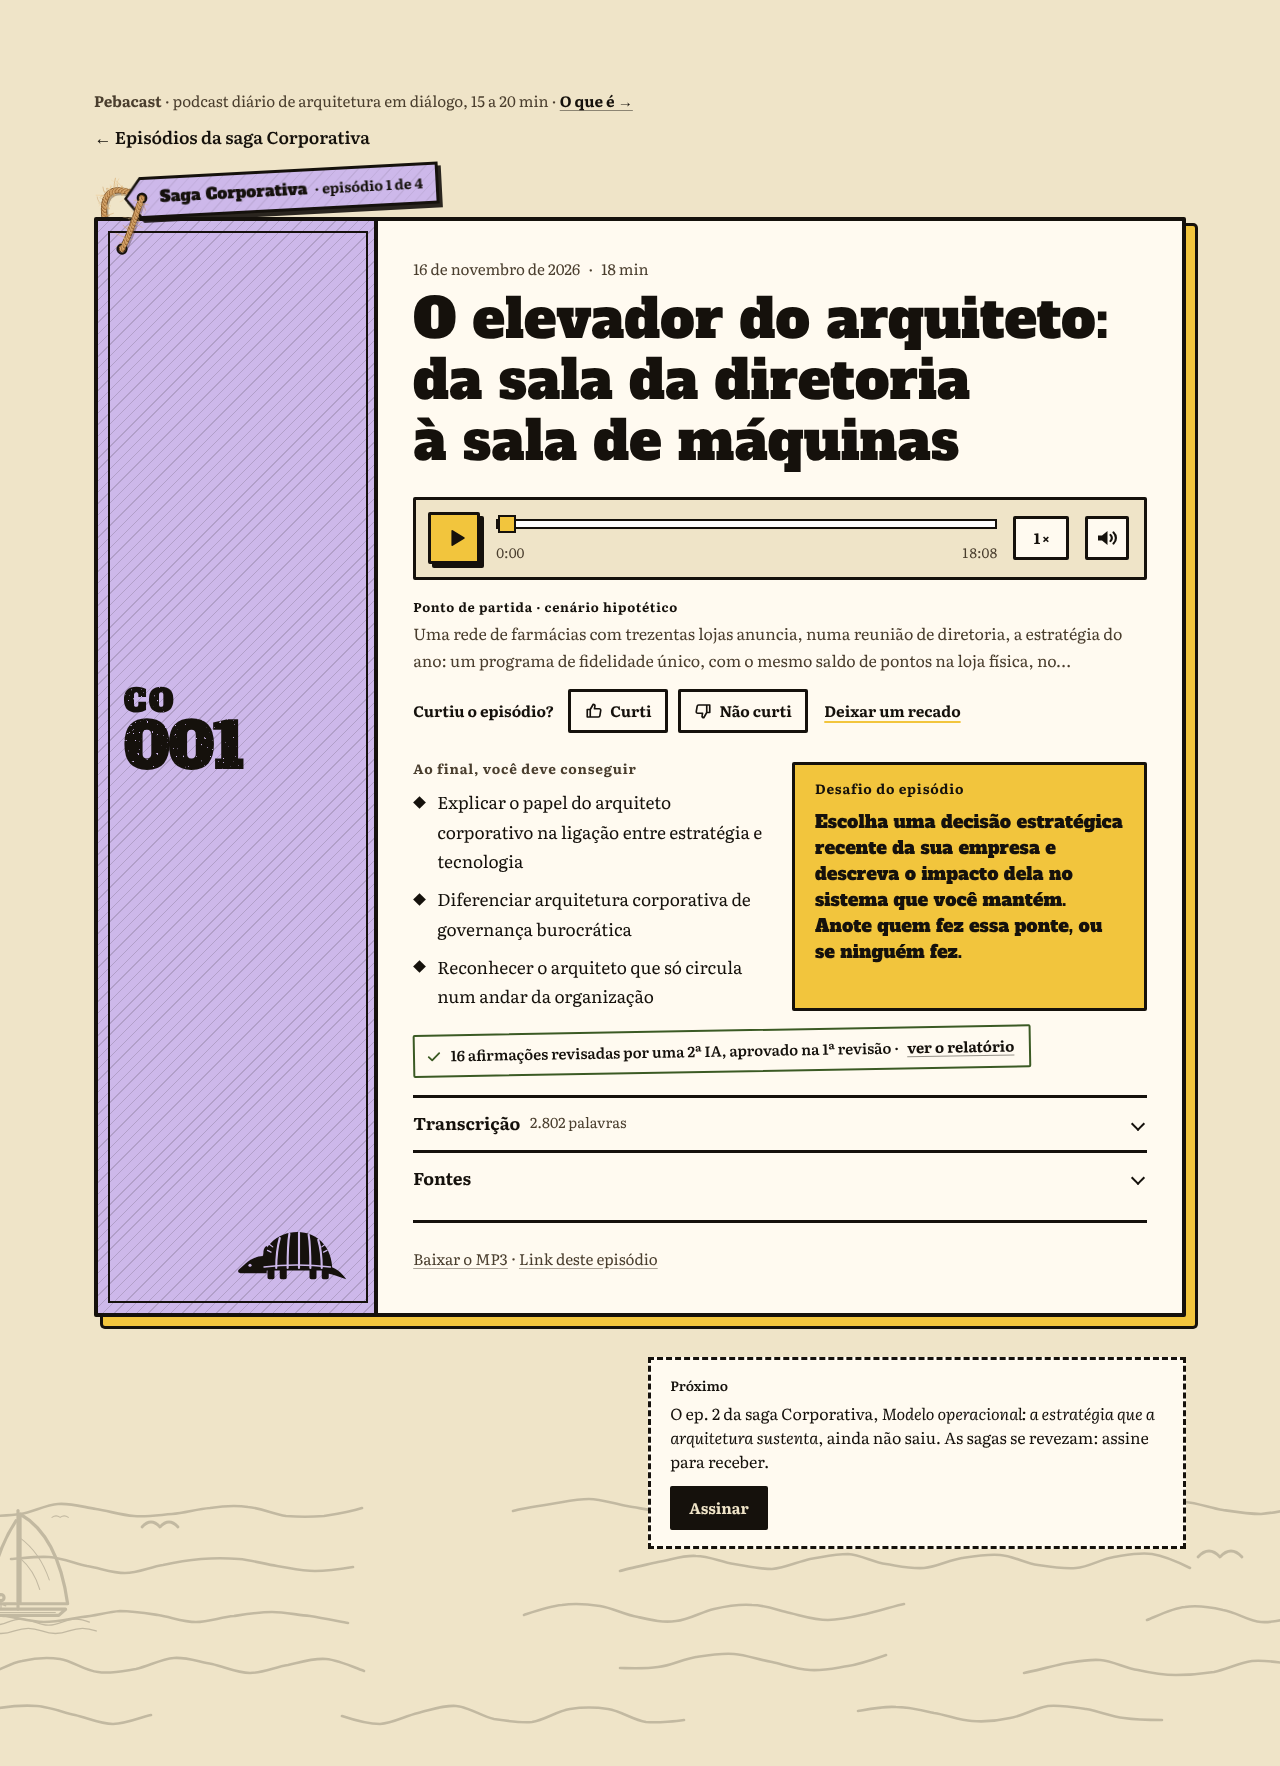 Pebacast · podcast diário de arquitetura em diálogo, 15 a 20 min · O que é →
← Episódios da saga Corporativa
Saga Corporativa · episódio 1 de 4
CO
001
16 de novembro de 2026 · 18 min
O elevador do arquiteto:
da sala da diretoria
à sala de máquinas
0:00
18:08
1×
Ponto de partida · cenário hipotético
Uma rede de farmácias com trezentas lojas anuncia, numa reunião de diretoria, a estratégia do
ano: um programa de fidelidade único, com o mesmo saldo de pontos na loja física, no…
Curtiu o episódio?
Curti
Não curti
Deixar um recado
Ao final, você deve conseguir
Explicar o papel do arquiteto
corporativo na ligação entre estratégia e
tecnologia
Diferenciar arquitetura corporativa de
governança burocrática
Reconhecer o arquiteto que só circula
num andar da organização
Desafio do episódio
Escolha uma decisão estratégica
recente da sua empresa e
descreva o impacto dela no
sistema que você mantém.
Anote quem fez essa ponte, ou
se ninguém fez.
16 afirmações revisadas por uma 2ª IA, aprovado na 1ª revisão · ver o relatório
Transcrição 2.802 palavras
Fontes
Baixar o MP3 · Link deste episódio
Próximo
O ep. 2 da saga Corporativa, Modelo operacional: a estratégia que a
arquitetura sustenta, ainda não saiu. As sagas se revezam: assine
para receber.
Assinar